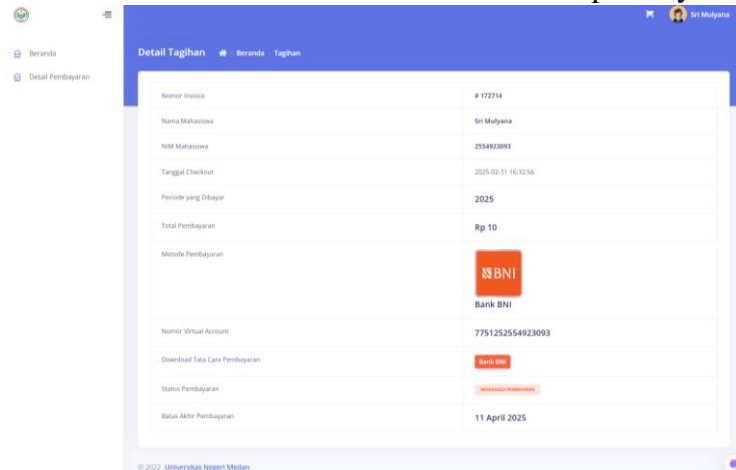 Sri Mulyana
Beranda
Detail Pembayaran
Detail Tagihan Beranda - Tagihan
Nomor Invoice # 172714
Nama Mahasiswa Sri Mulyana
NIM Mahasiswa 2554923093
Tanggal Checkout 2025-02-11 16:32:56
Periode yang Dibayar 2025
Total Pembayaran Rp 10
Metode Pembayaran
BNI
Bank BNI
Nomor Virtual Account 7751252554923093
Download Tata Cara Pembayaran Bank BNI
Status Pembayaran MENUNGGU PEMBAYARAN
Batas Akhir Pembayaran 11 April 2025
© 2022 Universitas Negeri Medan